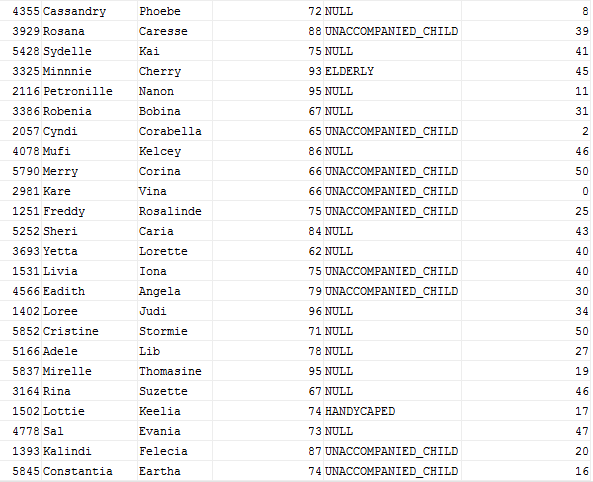 4355 Cassandry Phoebe 72 NULL 8
3929 Rosana Caresse 88 UNACCOMPANIED_CHILD 39
5428 Sydelle Kai 75 NULL 41
3325 Minnnie Cherry 93 ELDERLY 45
2116 Petronille Nanon 95 NULL 11
3386 Robenia Bobina 67 NULL 31
2057 Cyndi Corabella 65 UNACCOMPANIED_CHILD 2
4078 Mufi Kelcey 86 NULL 46
5790 Merry Corina 66 UNACCOMPANIED_CHILD 50
2981 Kare Vina 66 UNACCOMPANIED_CHILD 0
1251 Freddy Rosalinde 75 UNACCOMPANIED_CHILD 25
5252 Sheri Caria 84 NULL 43
3693 Yetta Lorette 62 NULL 40
1531 Livia Iona 75 UNACCOMPANIED_CHILD 40
4566 Eadith Angela 79 UNACCOMPANIED_CHILD 30
1402 Loree Judi 96 NULL 34
5852 Cristine Stormie 71 NULL 50
5166 Adele Lib 78 NULL 27
5837 Mirelle Thomasine 95 NULL 19
3164 Rina Suzette 67 NULL 46
1502 Lottie Keelia 74 HANDYCAPED 17
4778 Sal Evania 73 NULL 47
1393 Kalindi Felecia 87 UNACCOMPANIED_CHILD 20
5845 Constantia Eartha 74 UNACCOMPANIED_CHILD 16